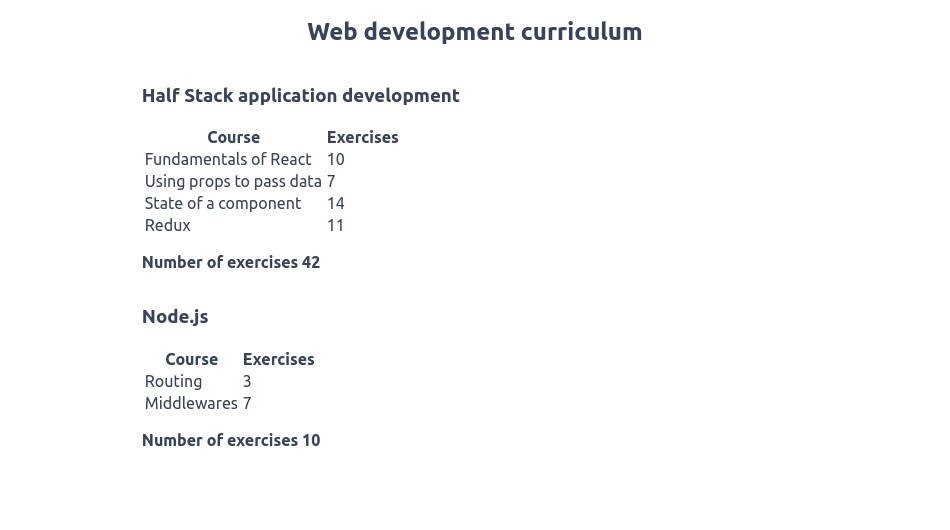 Web development curriculum
Half Stack application development
Course Exercises
Fundamentals of React 10
Using props to pass data 7
State of a component 14
Redux 11
Number of exercises 42
Node.js
Course Exercises
Routing 3
Middlewares 7
Number of exercises 10